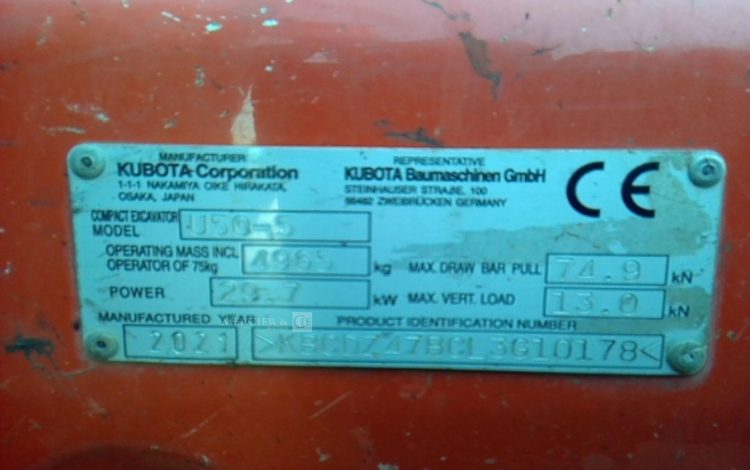 MANUFACTURER
KUBOTA Corporation
1-1-1 NAKAMIYA OIKE HIRAKATA,
OSAKA, JAPAN
REPRESENTATIVE
KUBOTA Baumaschinen GmbH
STEINHAUSER STRAßE, 100
66482 ZWEIBRÜCKEN GERMANY
CE
COMPACT EXCAVATOR
MODEL U50-5
OPERATING MASS INCL.
OPERATOR OF 75kg 4965 kg
MAX. DRAW BAR PULL 74.9 kN
POWER 29.7 kW
MAX. VERT. LOAD 13.0 kN
MANUFACTURED YEAR
2021
PRODUCT IDENTIFICATION NUMBER
>KBCDZ47BCL3G10178<